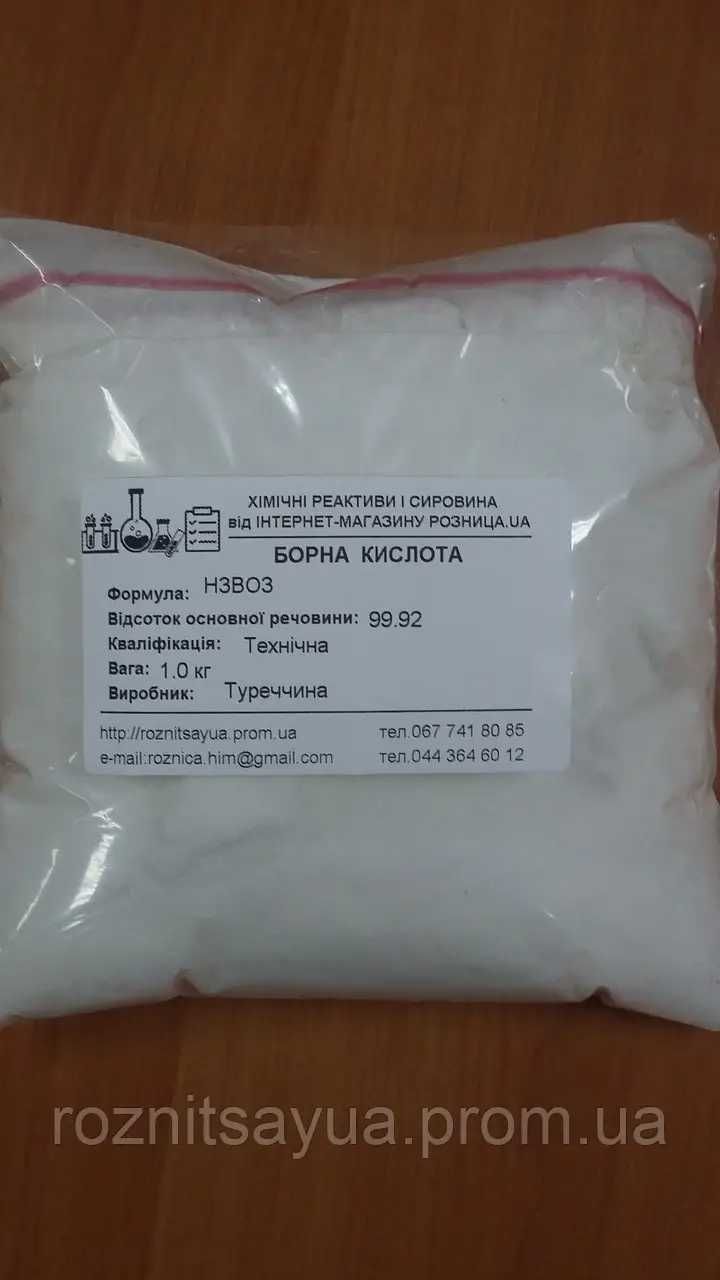 ХІМІЧНІ РЕАКТИВИ І СИРОВИНА
від ІНТЕРНЕТ-МАГАЗИНУ РОЗНИЦА.UA
БОРНА КИСЛОТА
Формула: H3BO3
Відсоток основної речовини: 99.92
Кваліфікація: Технічна
Вага: 1.0 кг
Виробник: Туреччина
http://roznitsayua.prom.ua тел.067 741 80 85
e-mail:roznica.him@gmail.com тел.044 364 60 12
roznitsayua.prom.ua